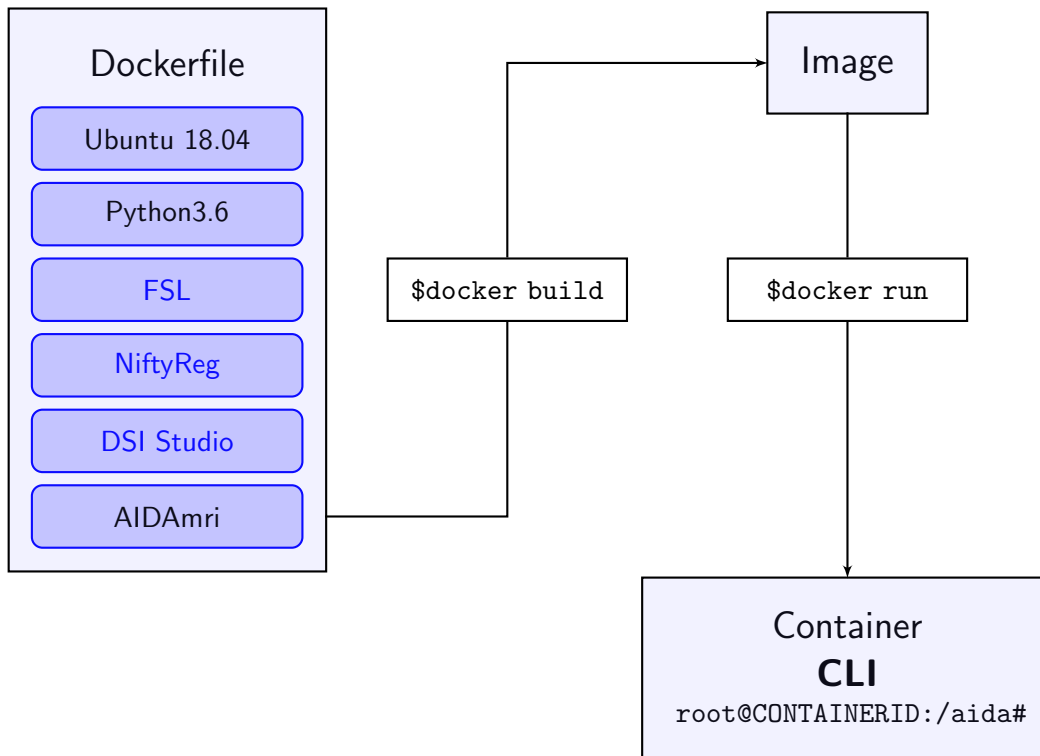 Dockerfile
Ubuntu 18.04
Python3.6
FSL
NiftyReg
DSI Studio
AIDAmri
$docker build
Image
$docker run
Container
CLI
root@CONTAINERID:/aida#